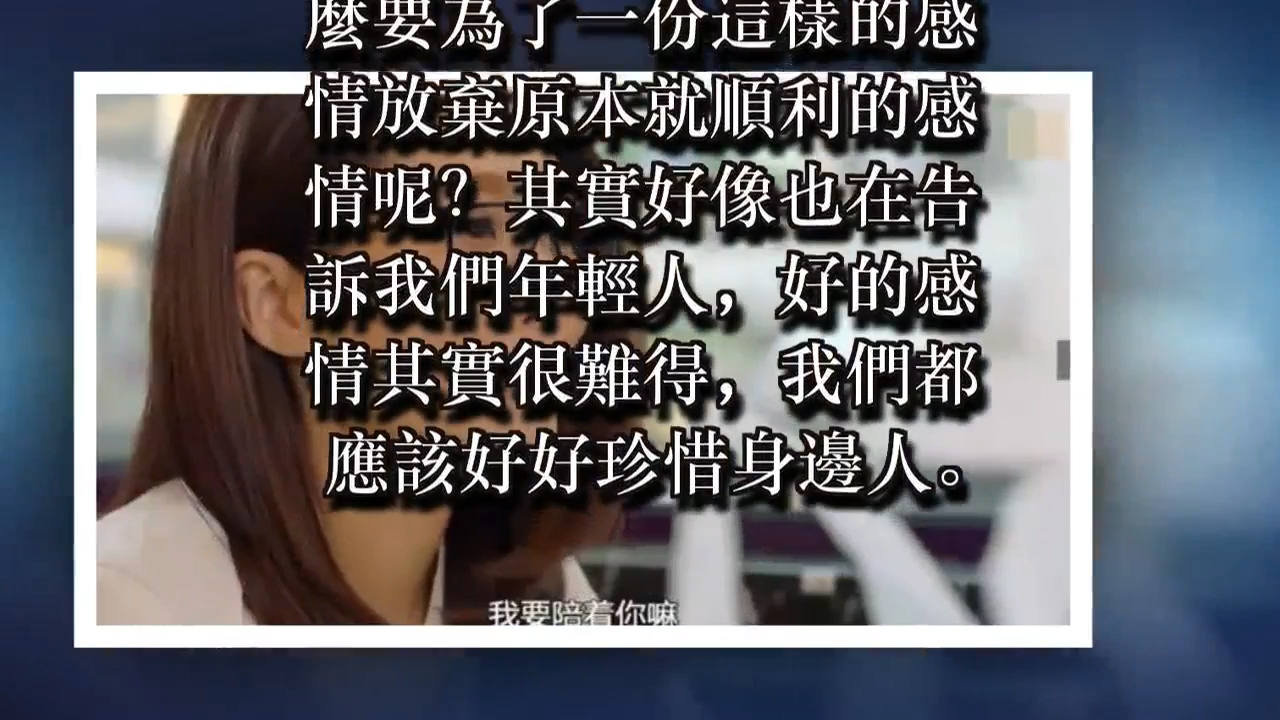 麼要為了一份這樣的感
情放棄原本就順利的感
情呢？其實好像也在告
訴我們年輕人，好的感
情其實很難得，我們都
應該好好珍惜身邊人。
我要陪着你嘛